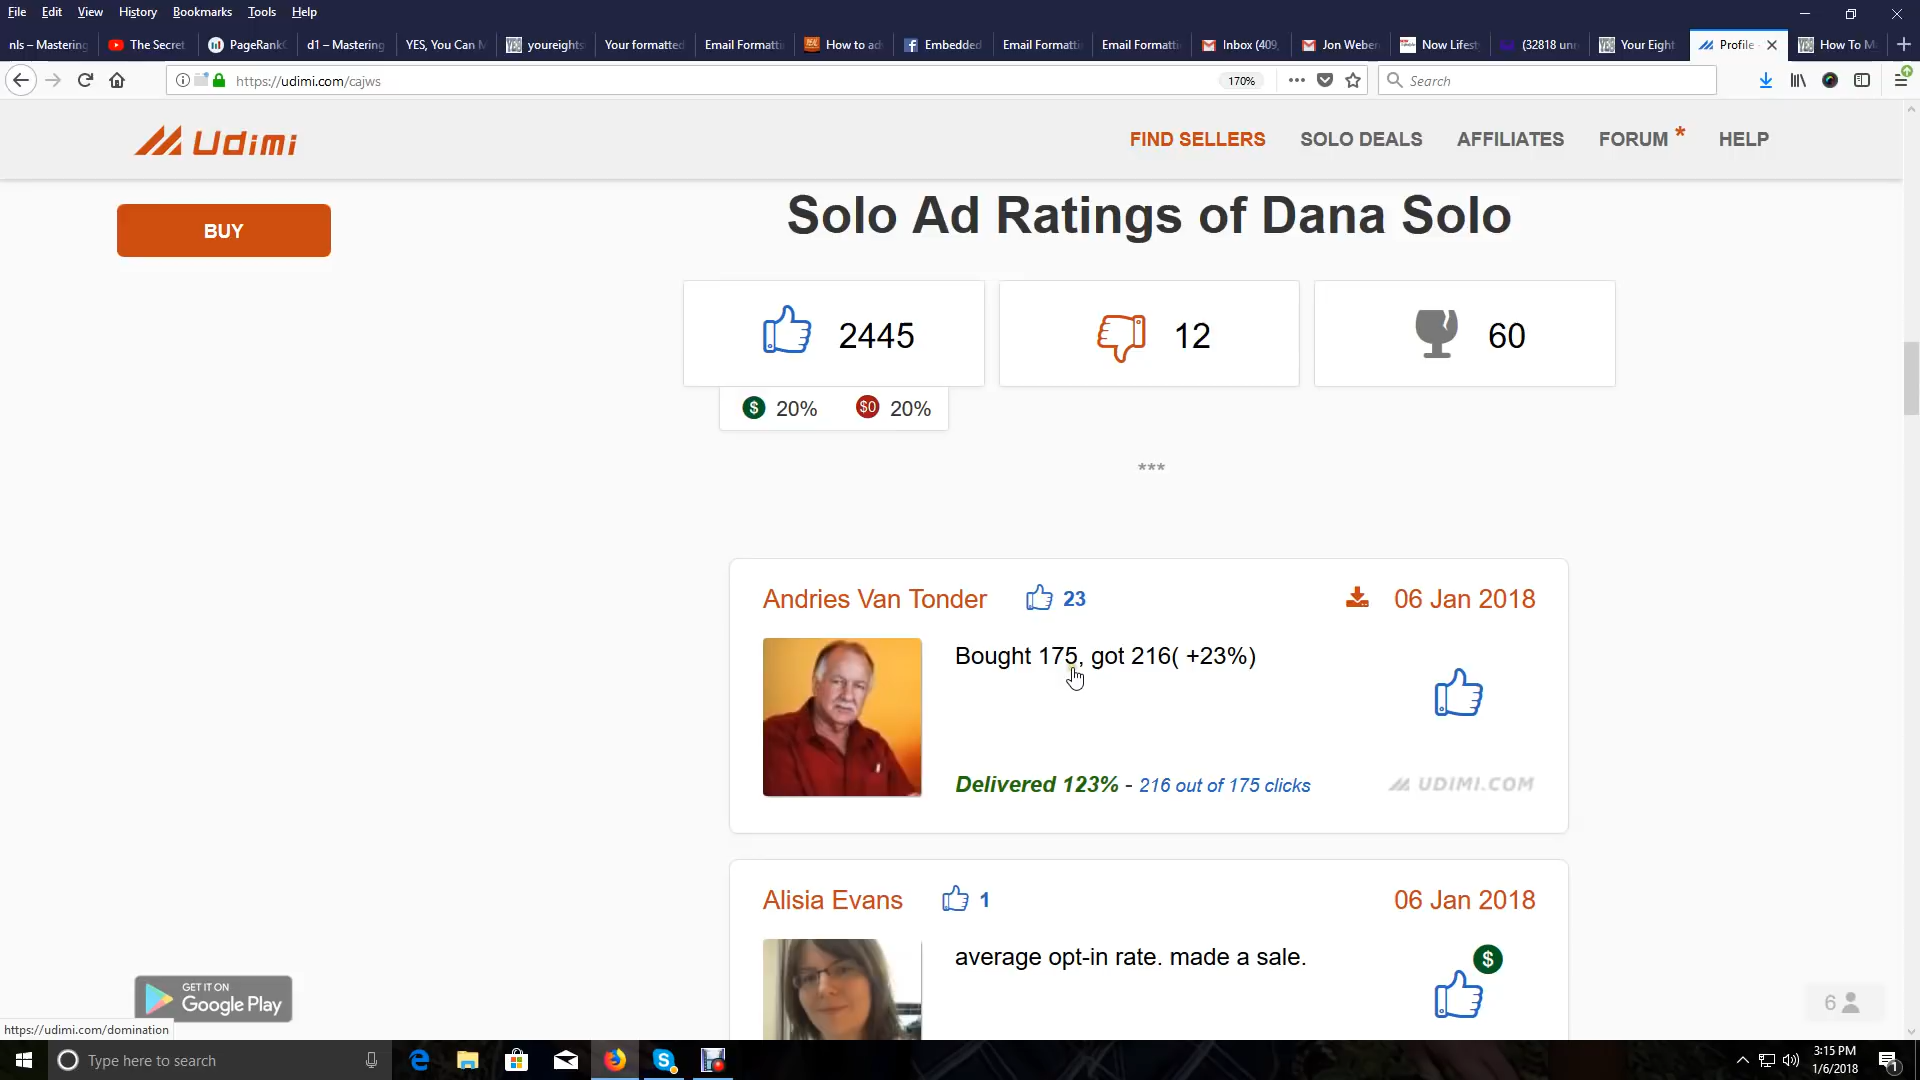 File Edit View History Bookmarks Tools Help
nls – Mastering
The Secret
PageRank
d1 – Mastering
YES, You Can M
youreights
Your formatted
Email Formatti
How to ad
Embedded
Email Formatti
Email Formatti
Inbox (409,
Jon Weber
Now Lifest
(32818 unr
Your Eight
Profile
How To M
https://udimi.com/cajws
170%
Search
Udimi
FIND SELLERS
SOLO DEALS
AFFILIATES
FORUM *
HELP
BUY
Solo Ad Ratings of Dana Solo
2445
12
60
$ 20%
$0 20%
***
Andries Van Tonder
23
06 Jan 2018
Bought 175, got 216( +23%)
Delivered 123% - 216 out of 175 clicks
UDIMI.COM
Alisia Evans
1
06 Jan 2018
average opt-in rate. made a sale.
$
GET IT ON
Google Play
6
https://udimi.com/domination
Type here to search
3:15 PM
1/6/2018
1